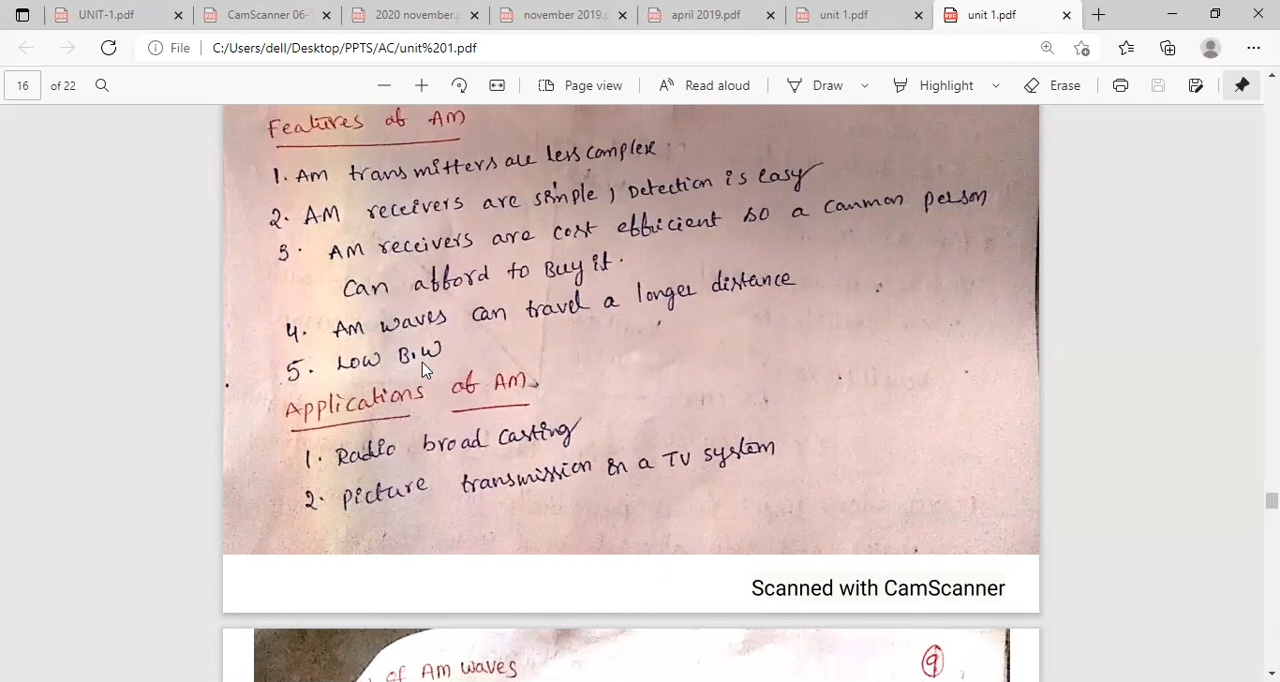 UNIT-1.pdf
CamScanner 06-
2020 november.
november 2019.
april 2019.pdf
unit 1.pdf
unit 1.pdf
File C:/Users/dell/Desktop/PPTS/AC/unit%201.pdf
16 of 22
Page view
Read aloud
Draw
Highlight
Erase
Features of AM
1. AM transmitters are less complex
2. AM receivers are simple, Detection is easy
3. AM receivers are cost efficient so a common person
can afford to Buy it.
4. AM waves can travel a longer distance
5. Low B.W
Applications of AM.
1. Radio broad casting
2. picture transmission in a TV system
Scanned with CamScanner
of AM waves
9